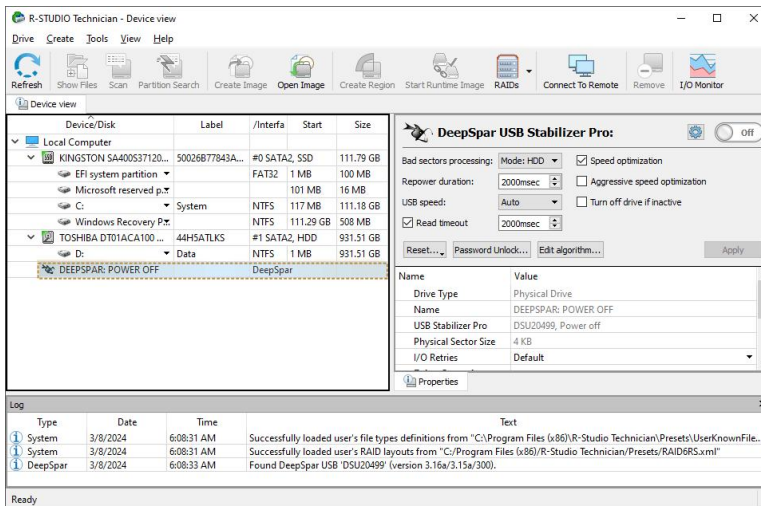 R-STUDIO Technician - Device view
Drive Create Tools View Help
Refresh Show Files Scan Partition Search Create Image Open Image Create Region Start Runtime Image RAIDs Connect To Remote Remove I/O Monitor
Device view
Device/Disk Label /Interfa Start Size
Local Computer
KINGSTON SA400S37120... 50026B77843A... #0 SATA2, SSD 111.79 GB
EFI system partition FAT32 1 MB 100 MB
Microsoft reserved p... 101 MB 16 MB
C: System NTFS 117 MB 111.18 GB
Windows Recovery P... NTFS 111.29 GB 508 MB
TOSHIBA DT01ACA100 ... 44H5ATLKS #1 SATA2, HDD 931.51 GB
D: Data NTFS 1 MB 931.51 GB
DEEPSPAR: POWER OFF DeepSpar
DeepSpar USB Stabilizer Pro: Off
Bad sectors processing: Mode: HDD Speed optimization
Repower duration: 2000msec Aggressive speed optimization
USB speed: Auto Turn off drive if inactive
Read timeout 2000msec
Reset... Password Unlock... Edit algorithm... Apply
Name Value
Drive Type Physical Drive
Name DEEPSPAR: POWER OFF
USB Stabilizer Pro DSU20499, Power off
Physical Sector Size 4 KB
I/O Retries Default
Properties
Log
Type Date Time Text
System 3/8/2024 6:08:31 AM Successfully loaded user's file types definitions from "C:\Program Files (x86)\R-Studio Technician\Presets\UserKnownFile...
System 3/8/2024 6:08:31 AM Successfully loaded user's RAID layouts from "C:/Program Files (x86)/R-Studio Technician/Presets/RAID6RS.xml"
DeepSpar 3/8/2024 6:08:33 AM Found DeepSpar USB 'DSU20499' (version 3.16a/3.15a/300).
Ready